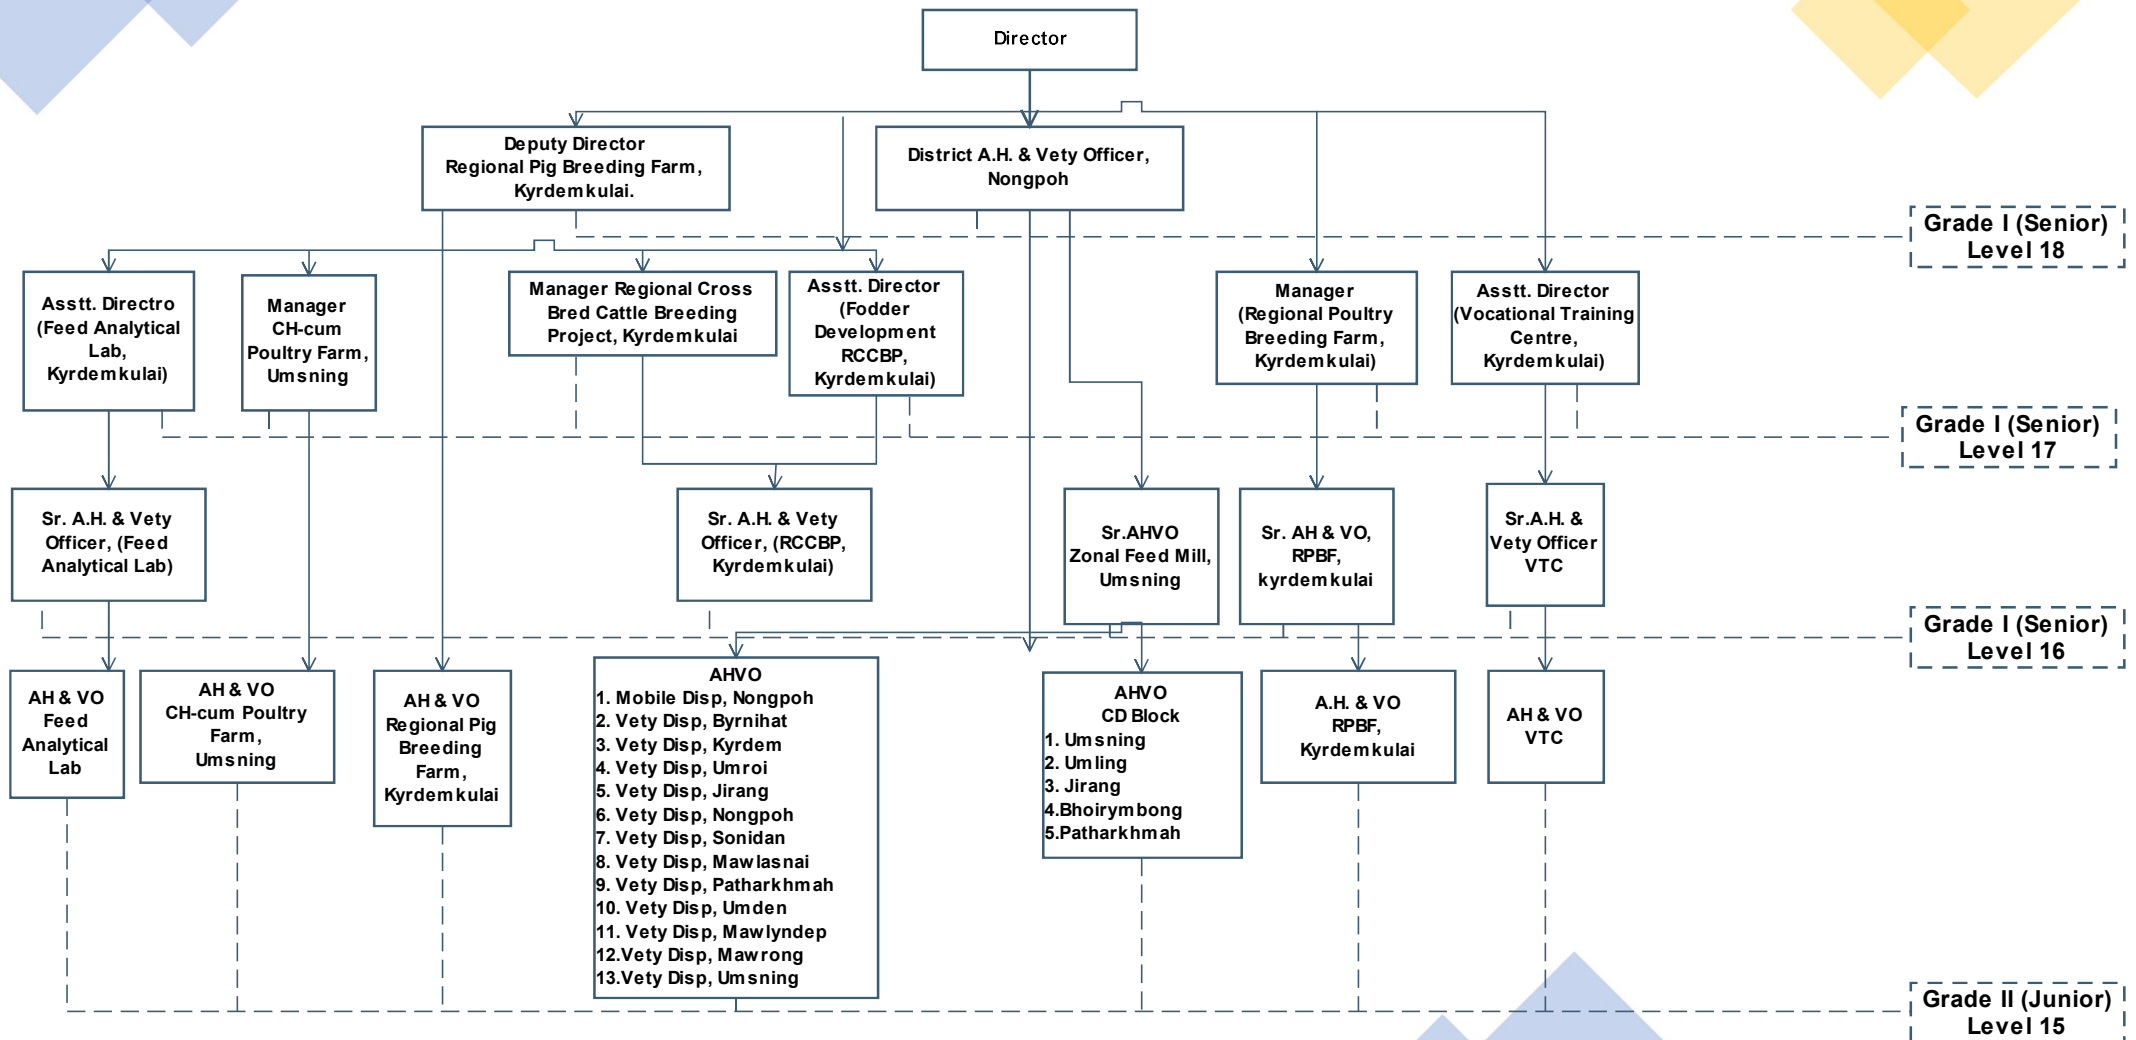 Director
Deputy Director
Regional Pig Breeding Farm,
Kyrdemkulai.
District A.H. & Vety Officer,
Nongpoh
Grade I (Senior)
Level 18
Asstt. Directro
(Feed Analytical
Lab,
Kyrdemkulai)
Manager
CH-cum
Poultry Farm,
Umsning
Manager Regional Cross
Bred Cattle Breeding
Project, Kyrdemkulai
Asstt. Director
(Fodder
Development
RCCBP,
Kyrdemkulai)
Manager
(Regional Poultry
Breeding Farm,
Kyrdemkulai)
Asstt. Director
(Vocational Training
Centre,
Kyrdemkulai)
Grade I (Senior)
Level 17
Sr. A.H. & Vety
Officer, (Feed
Analytical Lab)
Sr. A.H. & Vety
Officer, (RCCBP,
Kyrdemkulai)
Sr.AHVO
Zonal Feed Mill,
Umsning
Sr. AH & VO,
RPBF,
kyrdemkulai
Sr.A.H. &
Vety Officer
VTC
Grade I (Senior)
Level 16
AH & VO
Feed
Analytical
Lab
AH & VO
CH-cum Poultry
Farm,
Umsning
AH & VO
Regional Pig
Breeding
Farm,
Kyrdemkulai
AHVO
1. Mobile Disp, Nongpoh
2. Vety Disp, Byrnihat
3. Vety Disp, Kyrdem
4. Vety Disp, Umroi
5. Vety Disp, Jirang
6. Vety Disp, Nongpoh
7. Vety Disp, Sonidan
8. Vety Disp, Mawlasnai
9. Vety Disp, Patharkhmah
10. Vety Disp, Umden
11. Vety Disp, Mawlyndep
12.Vety Disp, Mawrong
13.Vety Disp, Umsning
AHVO
CD Block
1. Umsning
2. Umling
3. Jirang
4.Bhoirymbong
5.Patharkhmah
A.H. & VO
RPBF,
Kyrdemkulai
AH & VO
VTC
Grade II (Junior)
Level 15